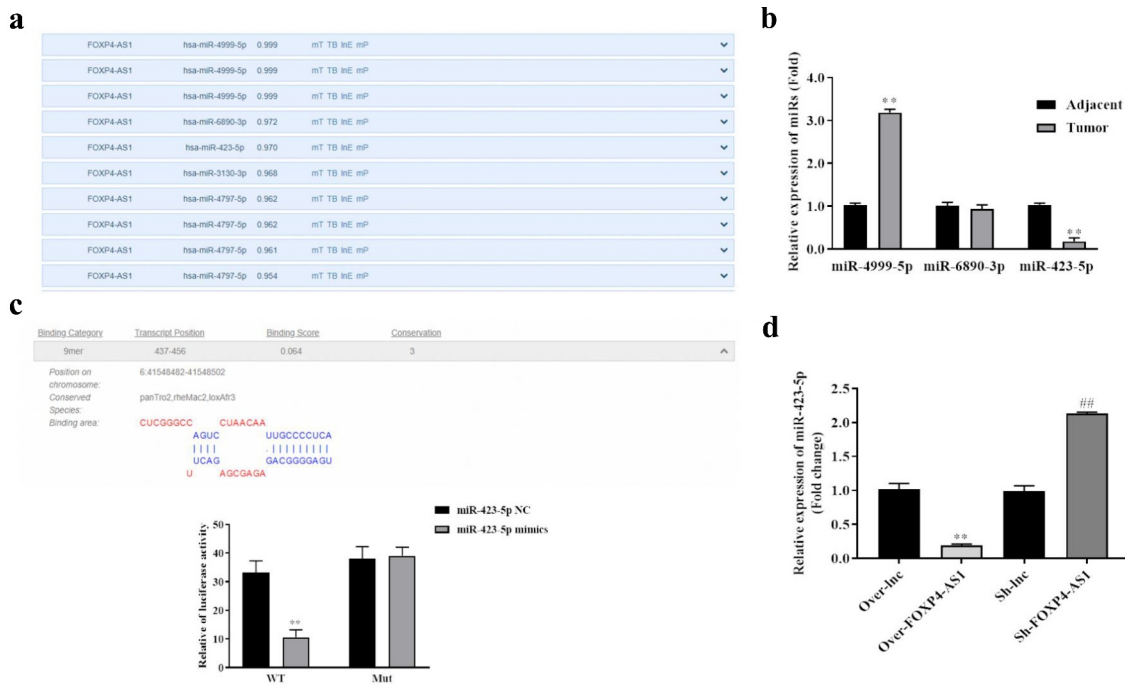 a
FOXP4-AS1 hsa-miR-4999-5p 0.999 mT TB InE mP
FOXP4-AS1 hsa-miR-4999-5p 0.999 mT TB InE mP
FOXP4-AS1 hsa-miR-4999-5p 0.999 mT TB InE mP
FOXP4-AS1 hsa-miR-6890-3p 0.972 mT TB InE mP
FOXP4-AS1 hsa-miR-423-5p 0.970 mT TB InE mP
FOXP4-AS1 hsa-miR-3130-3p 0.968 mT TB InE mP
FOXP4-AS1 hsa-miR-4797-5p 0.962 mT TB InE mP
FOXP4-AS1 hsa-miR-4797-5p 0.962 mT TB InE mP
FOXP4-AS1 hsa-miR-4797-5p 0.961 mT TB InE mP
FOXP4-AS1 hsa-miR-4797-5p 0.954 mT TB InE mP
b
Relative expression of miRs (Fold)
4.0
3.0
2.0
1.0
0.0
**
**
Adjacent
Tumor
miR-4999-5p miR-6890-3p miR-423-5p
c
Binding Category Transcript Position Binding Score Conservation
9mer 437-456 0.064 3
Position on chromosome: 6:41548482-41548502
Conserved Species: panTro2,rheMac2,loxAfr3
Binding area: CUCGGGCC CUAACAA
AGUC UUGCCCCUCA
UCAG GACGGGGAGU
U AGCGAGA
miR-423-5p NC
miR-423-5p mimics
Relative of luciferase activity
50
40
30
20
10
0
**
WT Mut
d
Relative expression of miR-423-5p
(Fold change)
2.5
2.0
1.5
1.0
0.5
0.0
**
##
Over-lnc
Over-FOXP4-AS1
Sh-lnc
Sh-FOXP4-AS1